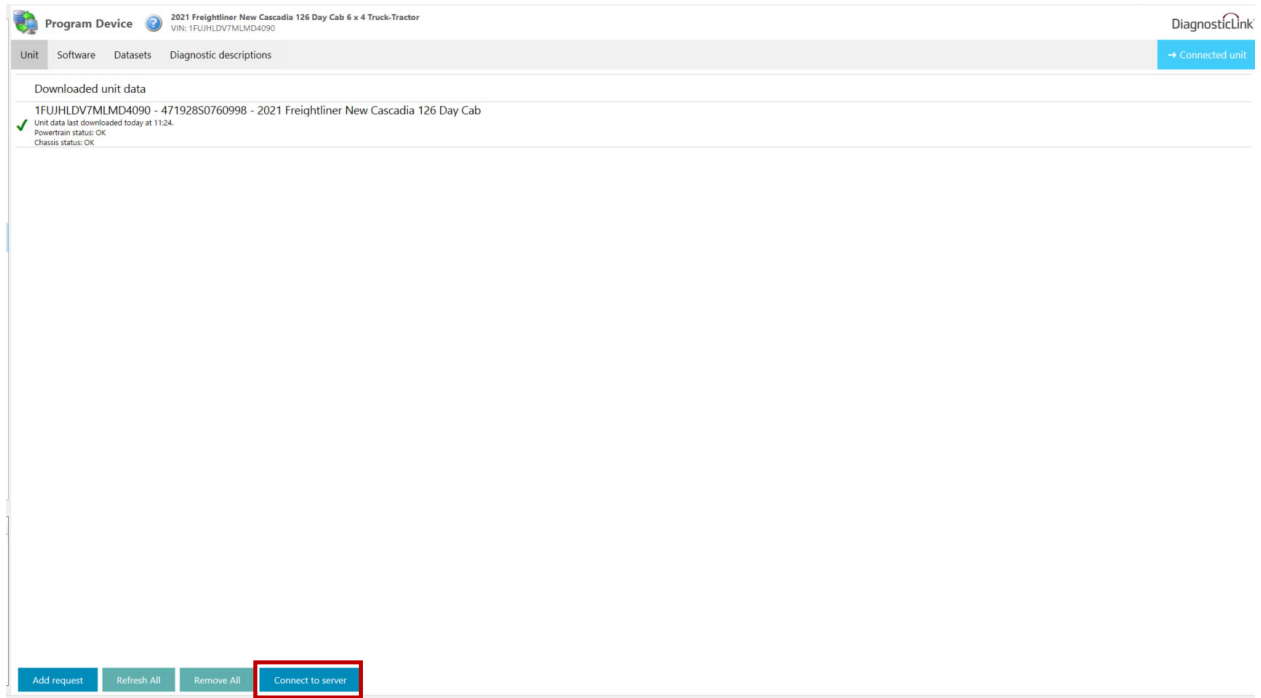 Program Device
2021 Freightliner New Cascadia 126 Day Cab 6 x 4 Truck-Tractor
VIN: 1FUJHLDV7MLMD4090
DiagnosticLink
Unit Software Datasets Diagnostic descriptions
→ Connected unit
Downloaded unit data
1FUJHLDV7MLMD4090 - 471928S0760998 - 2021 Freightliner New Cascadia 126 Day Cab
Unit data last downloaded today at 11:24.
Powertrain status: OK
Chassis status: OK
Add request Refresh All Remove All Connect to server